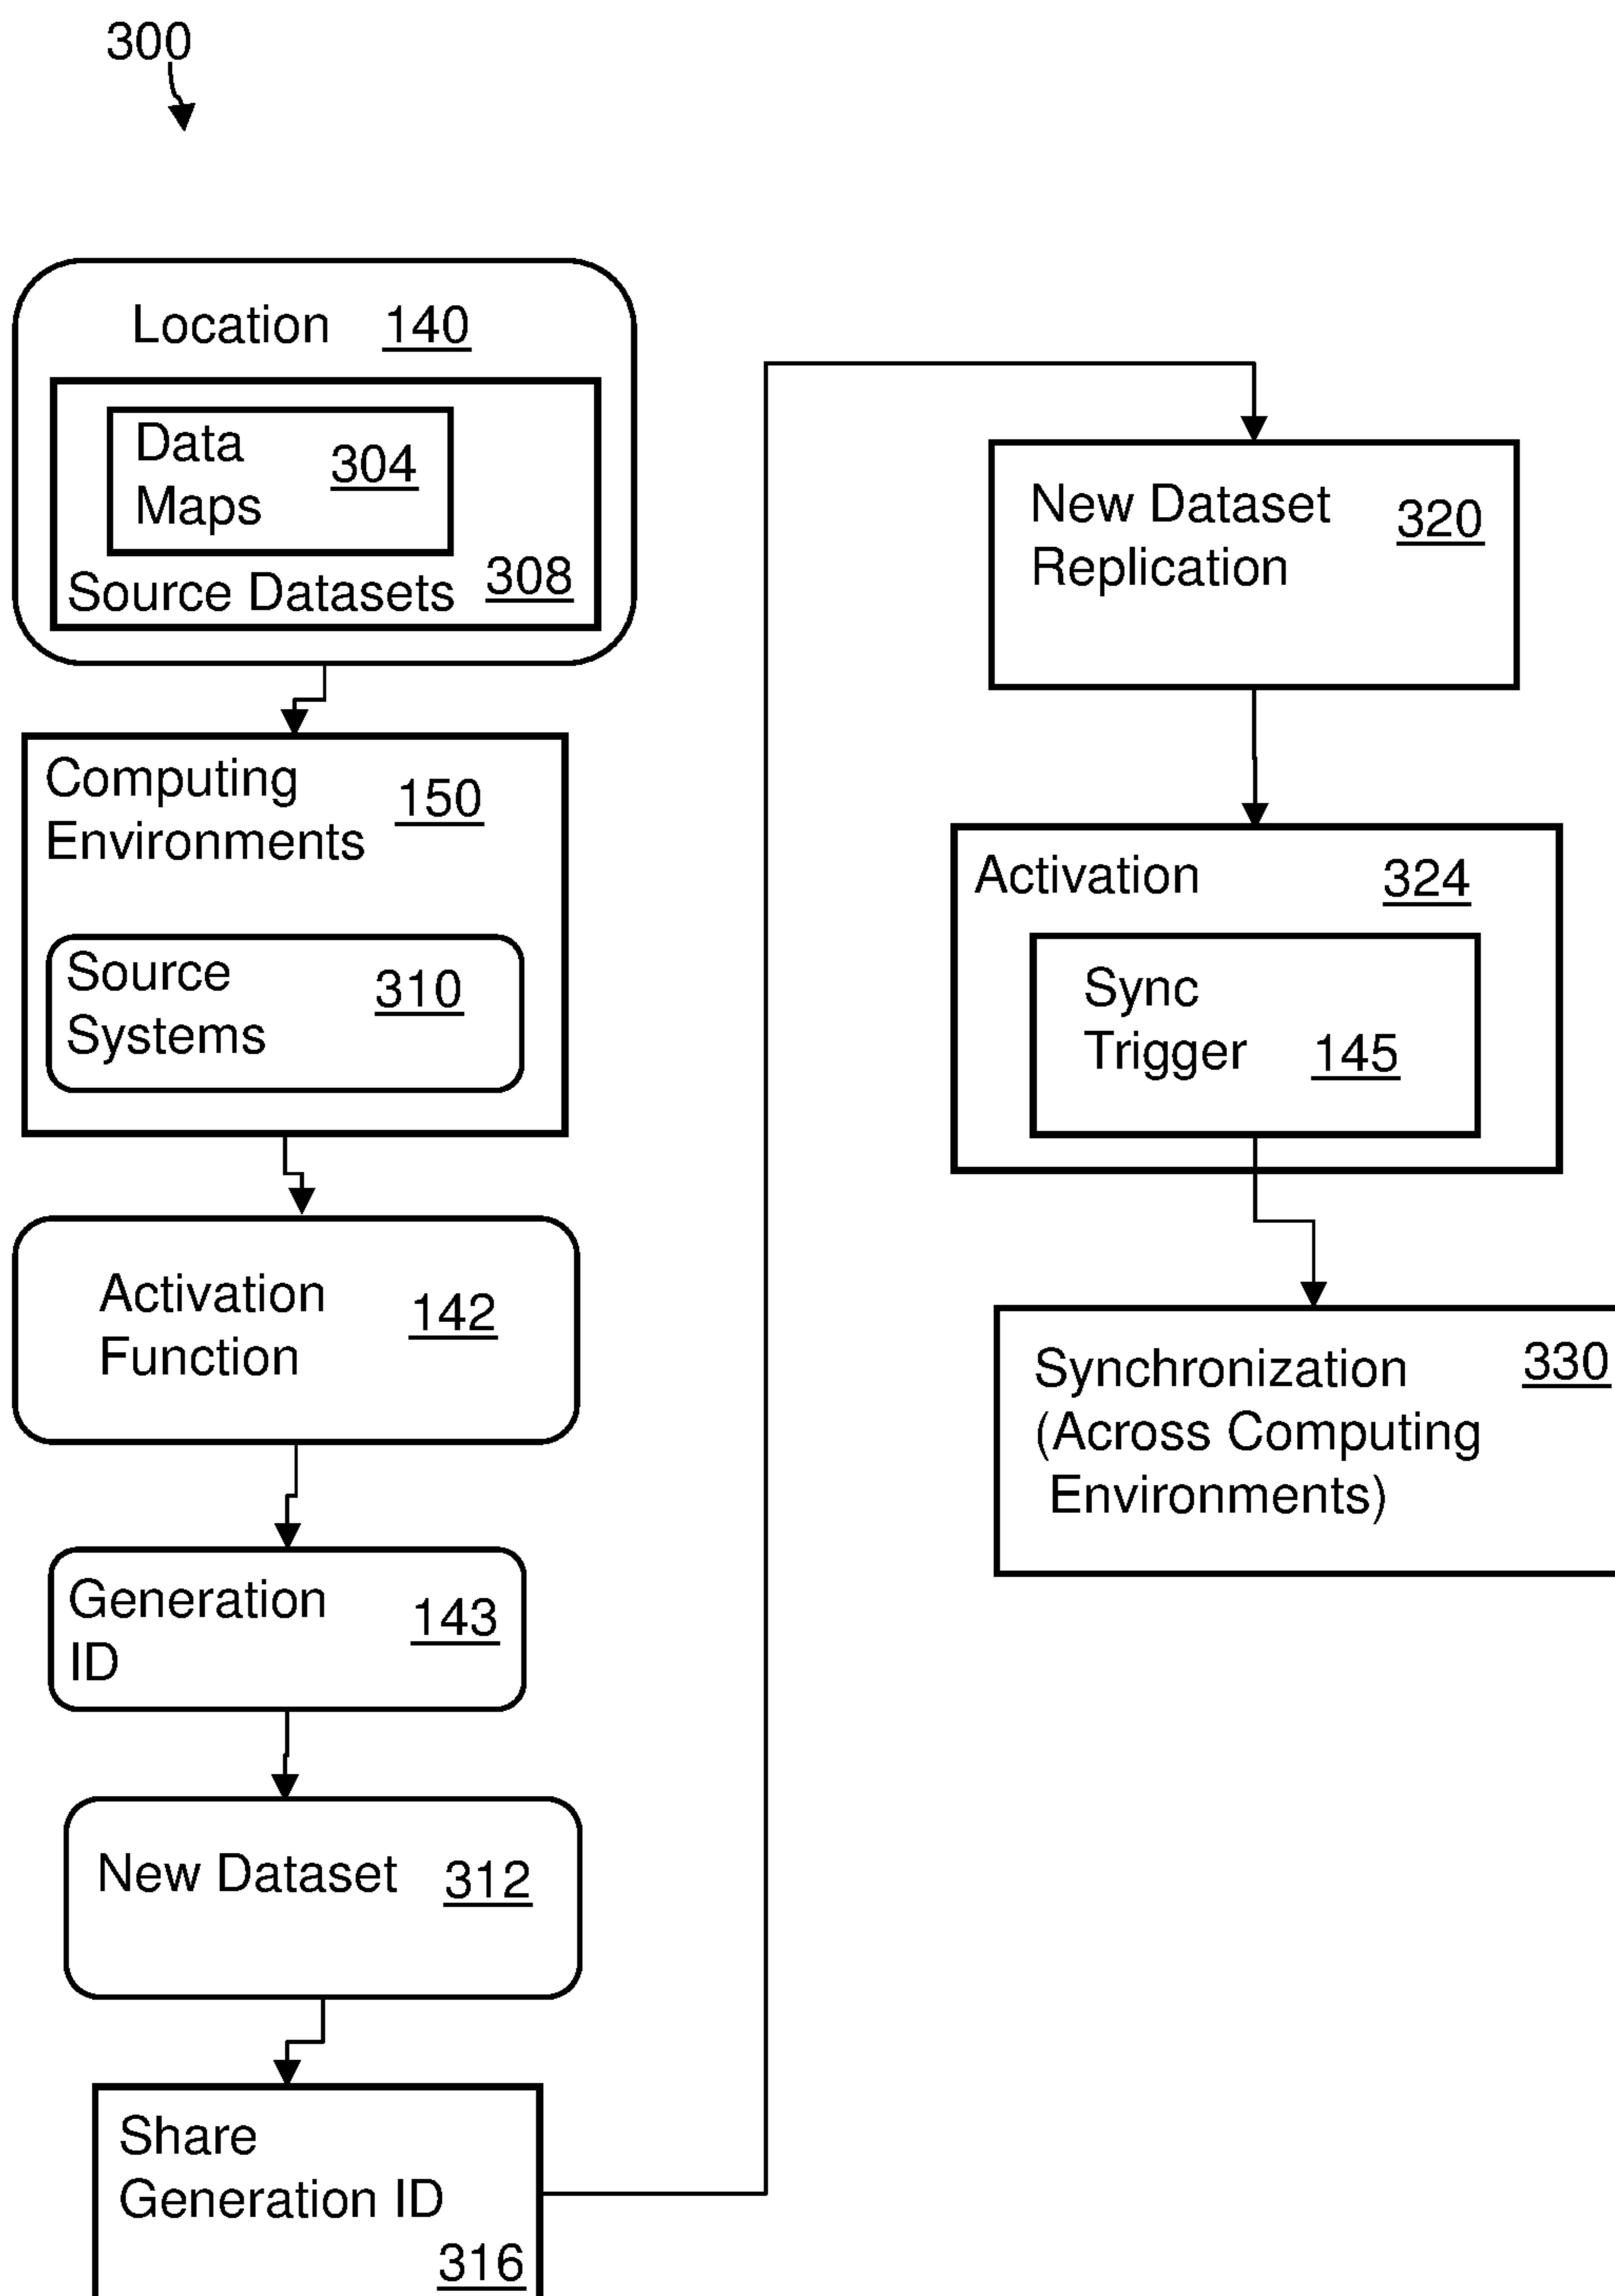 300
Location 140
Data
Maps 304
Source Datasets 308
Computing
Environments 150
Source
Systems 310
Activation
Function 142
Generation
ID 143
New Dataset 312
Share
Generation ID
316
New Dataset
Replication 320
Activation 324
Sync
Trigger 145
Synchronization 330
(Across Computing
Environments)